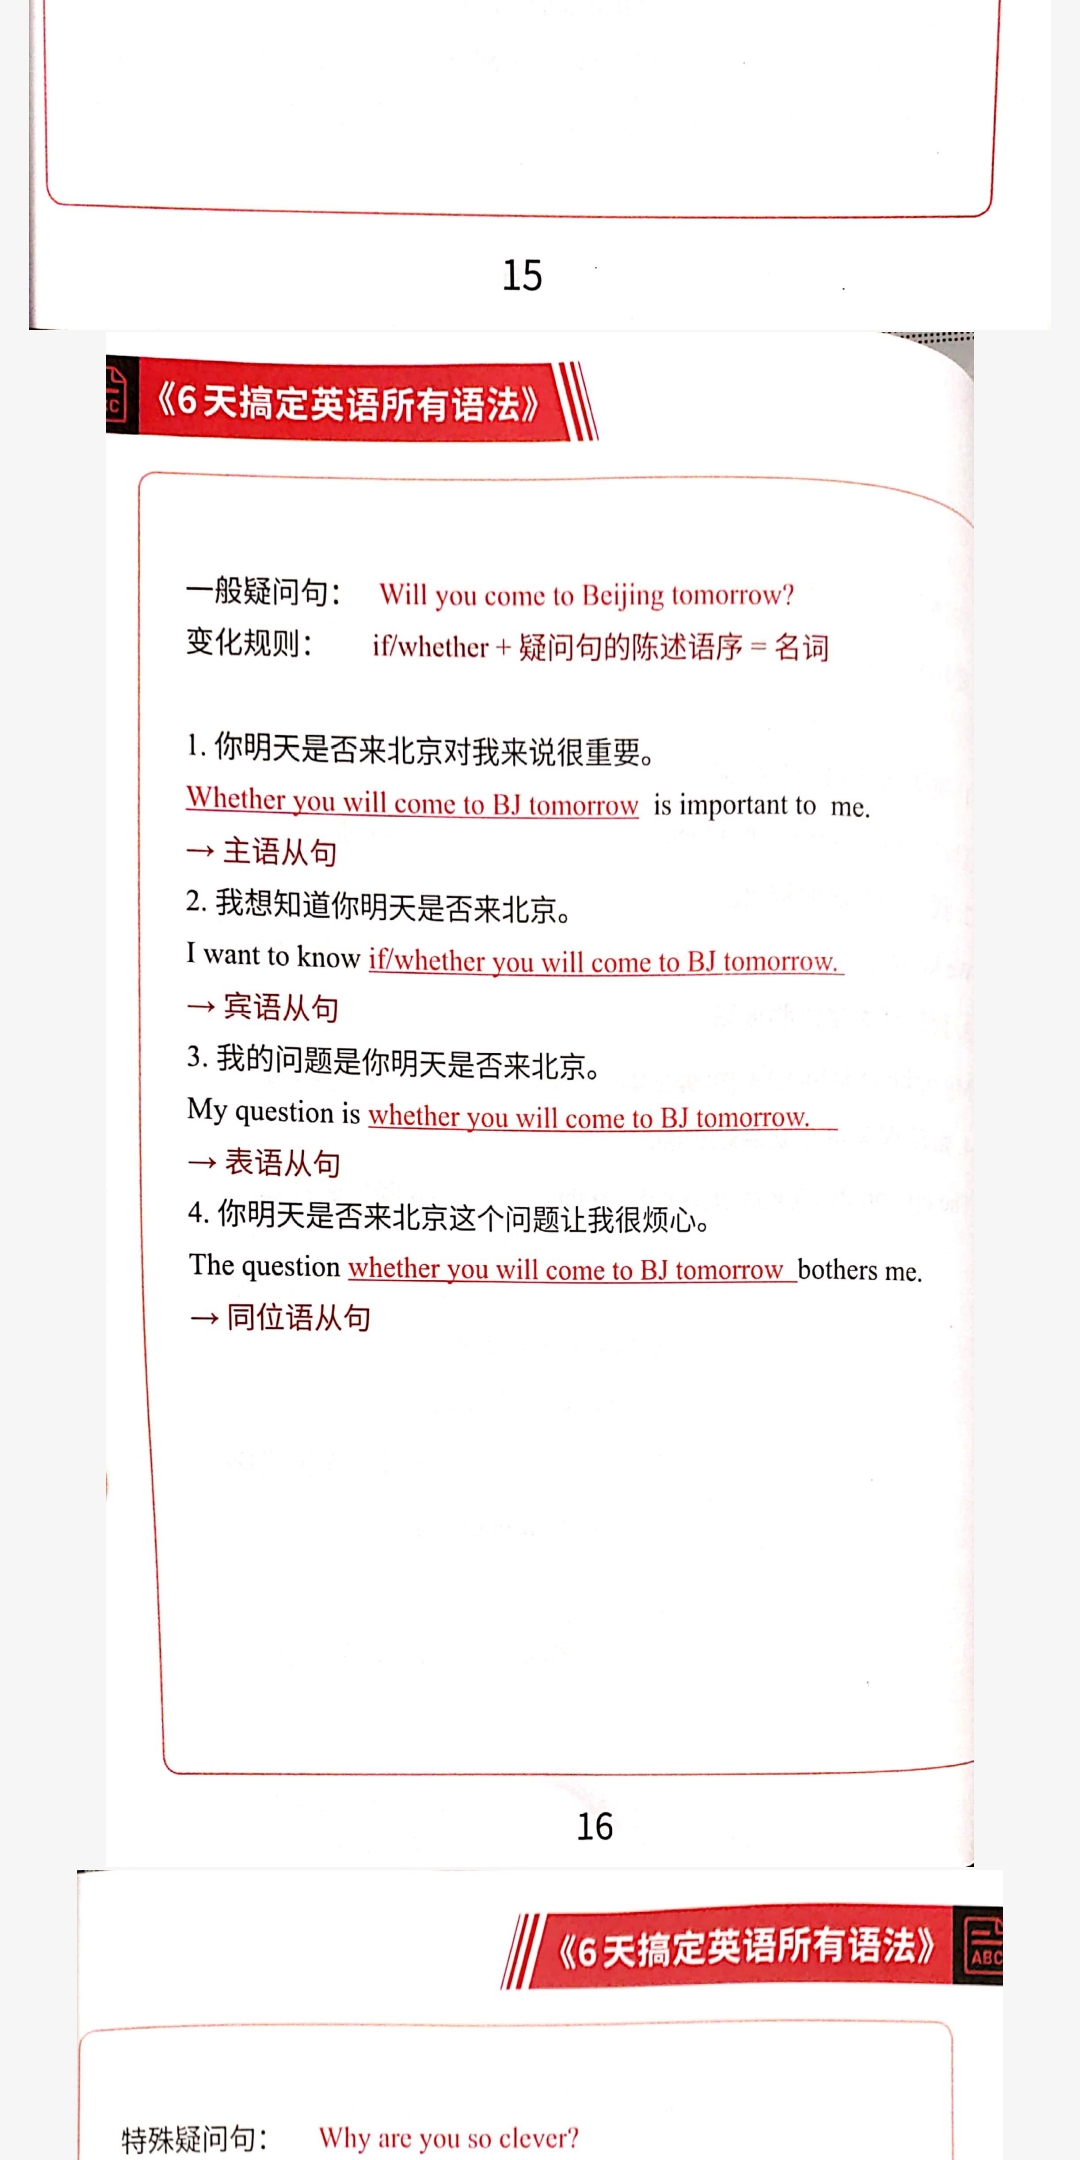 15
《6天搞定英语所有语法》
一般疑问句： Will you come to Beijing tomorrow?
变化规则： if/whether + 疑问句的陈述语序 = 名词
1. 你明天是否来北京对我来说很重要。
Whether you will come to BJ tomorrow is important to me.
→ 主语从句
2. 我想知道你明天是否来北京。
I want to know if/whether you will come to BJ tomorrow.
→ 宾语从句
3. 我的问题是你明天是否来北京。
My question is whether you will come to BJ tomorrow.
→ 表语从句
4. 你明天是否来北京这个问题让我很烦心。
The question whether you will come to BJ tomorrow bothers me.
→ 同位语从句
16
《6天搞定英语所有语法》
ABC
特殊疑问句： Why are you so clever?